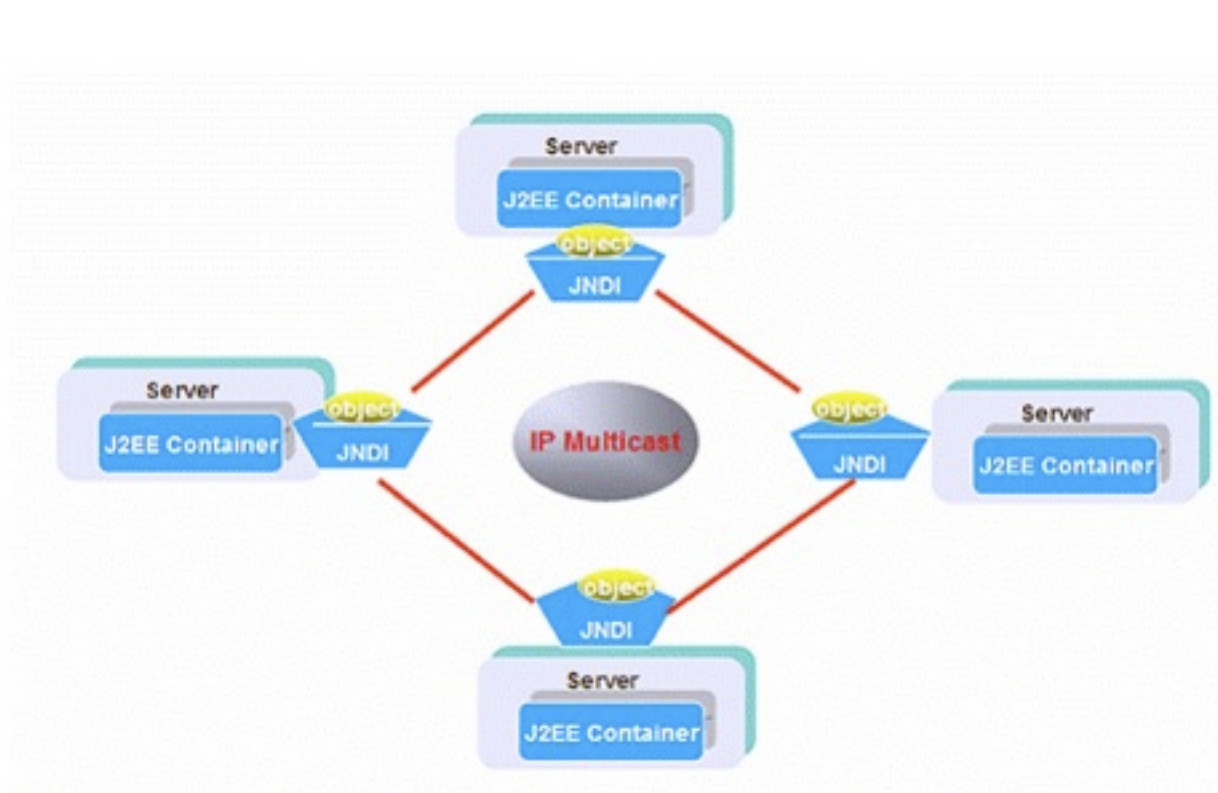 Server
J2EE Container
object
JNDI
Server
J2EE Container
object
JNDI
IP Multicast
object
JNDI
Server
J2EE Container
object
JNDI
Server
J2EE Container